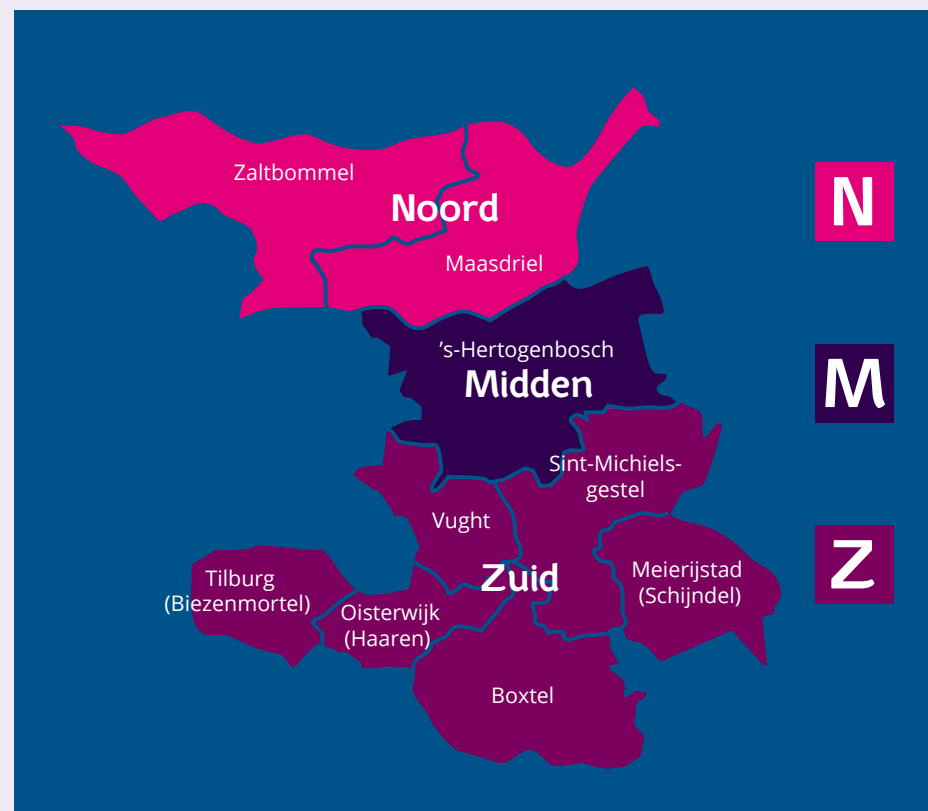 Zaltbommel
Noord
Maasdriel
N
's-Hertogenbosch
Midden
M
Sint-Michiels-
gestel
Vught
Zuid
Z
Meierijstad
(Schijndel)
Tilburg
(Biezenmortel)
Oisterwijk
(Haaren)
Boxtel